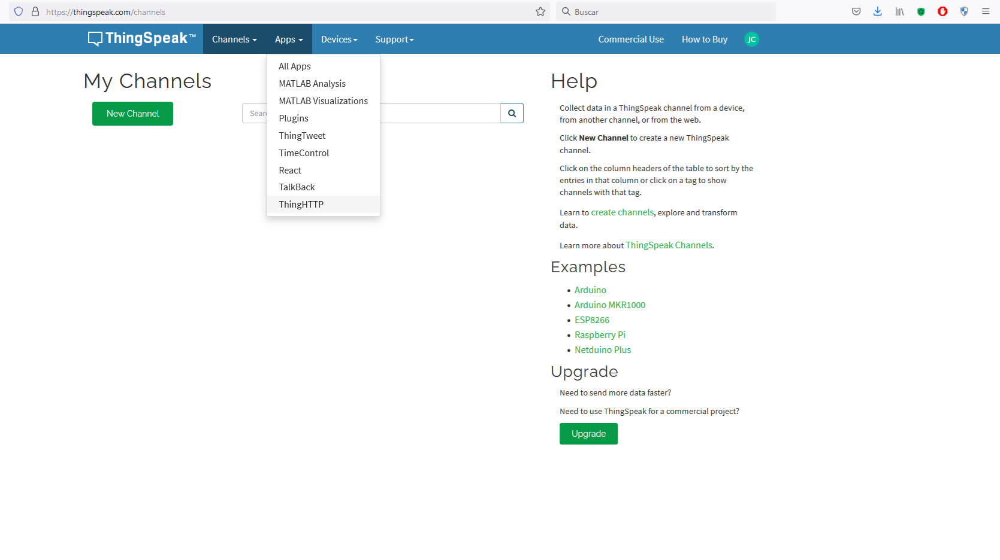 https://thingspeak.com/channels
Buscar
ThingSpeak™
Channels
Apps
Devices
Support
Commercial Use
How to Buy
JC
All Apps
MATLAB Analysis
MATLAB Visualizations
Plugins
ThingTweet
TimeControl
React
TalkBack
ThingHTTP
My Channels
New Channel
Sear
Help
Collect data in a ThingSpeak channel from a device,
from another channel, or from the web.
Click New Channel to create a new ThingSpeak
channel.
Click on the column headers of the table to sort by the
entries in that column or click on a tag to show
channels with that tag.
Learn to create channels, explore and transform
data.
Learn more about ThingSpeak Channels.
Examples
Arduino
Arduino MKR1000
ESP8266
Raspberry Pi
Netduino Plus
Upgrade
Need to send more data faster?
Need to use ThingSpeak for a commercial project?
Upgrade